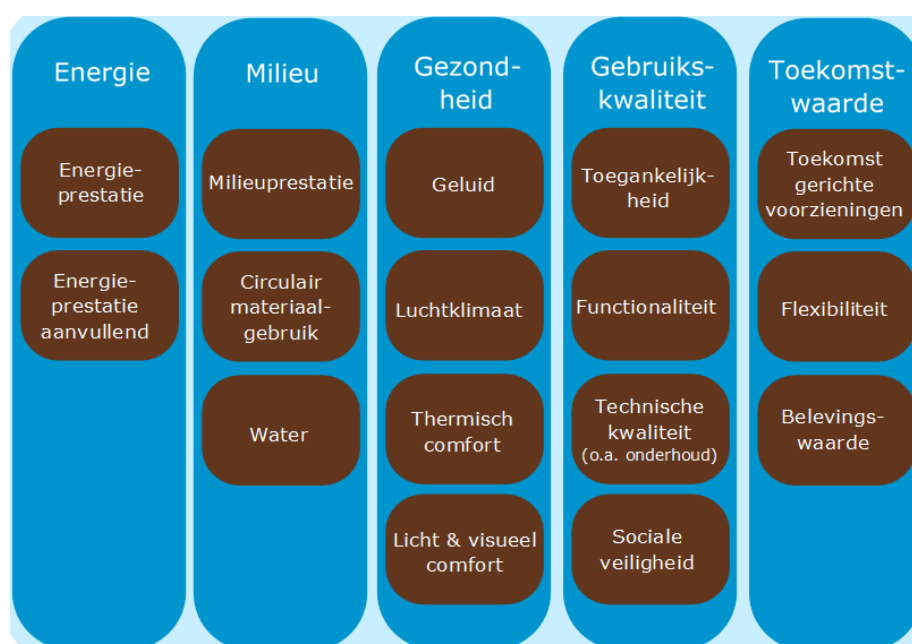 Energie
Energie-
prestatie
Energie-
prestatie
aanvullend
Milieu
Milieuprestatie
Circulair
materiaal-
gebruik
Water
Gezond-
heid
Geluid
Luchtklimaat
Thermisch
comfort
Licht & visueel
comfort
Gebruiks-
kwaliteit
Toegankelijk-
heid
Functionaliteit
Technische
kwaliteit
(o.a. onderhoud)
Sociale
veiligheid
Toekomst-
waarde
Toekomst
gerichte
voorzieningen
Flexibiliteit
Belevings-
waarde